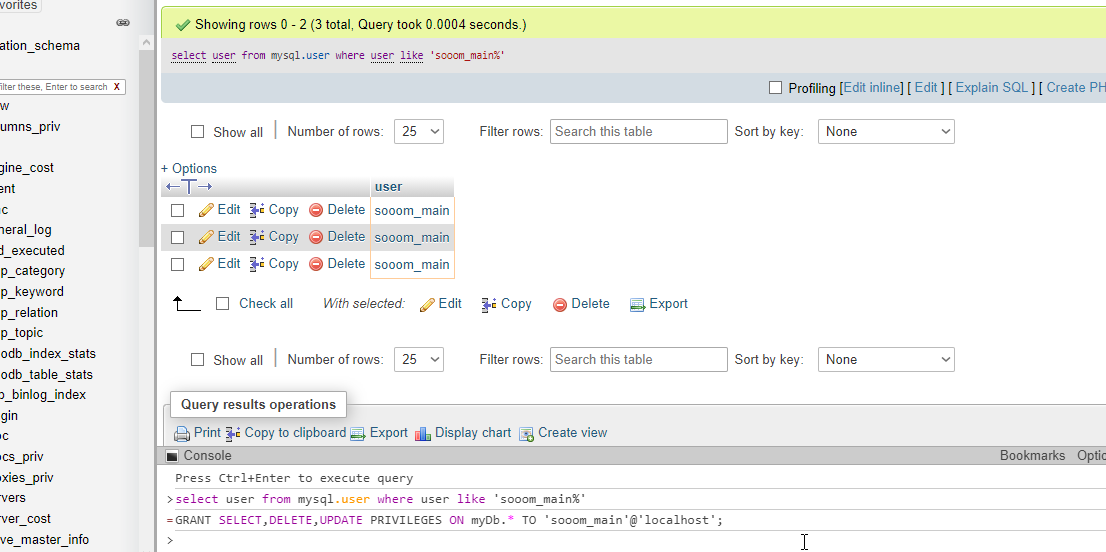 vorites
Showing rows 0 - 2 (3 total, Query took 0.0004 seconds.)
ation_schema
select user from mysql.user where user like 'sooom_main%'
filter these, Enter to search X
Profiling [Edit inline] [ Edit ] [ Explain SQL ] [ Create PH
w
umns_priv
Show all Number of rows: 25 Filter rows: Search this table Sort by key: None
gine_cost
+ Options
ent
user
c
Edit Copy Delete sooom_main
neral_log
Edit Copy Delete sooom_main
d_executed
Edit Copy Delete sooom_main
p_category
p_keyword
Check all With selected: Edit Copy Delete Export
p_relation
p_topic
odb_index_stats
Show all Number of rows: 25 Filter rows: Search this table Sort by key: None
odb_table_stats
b_binlog_index
Query results operations
gin
oc
Print Copy to clipboard Export Display chart Create view
ocs_priv
Console Bookmarks Optio
oxies_priv
Press Ctrl+Enter to execute query
rvers
>select user from mysql.user where user like 'sooom_main%'
rver_cost
=GRANT SELECT,DELETE,UPDATE PRIVILEGES ON myDb.* TO 'sooom_main'@'localhost';
ve_master_info
>